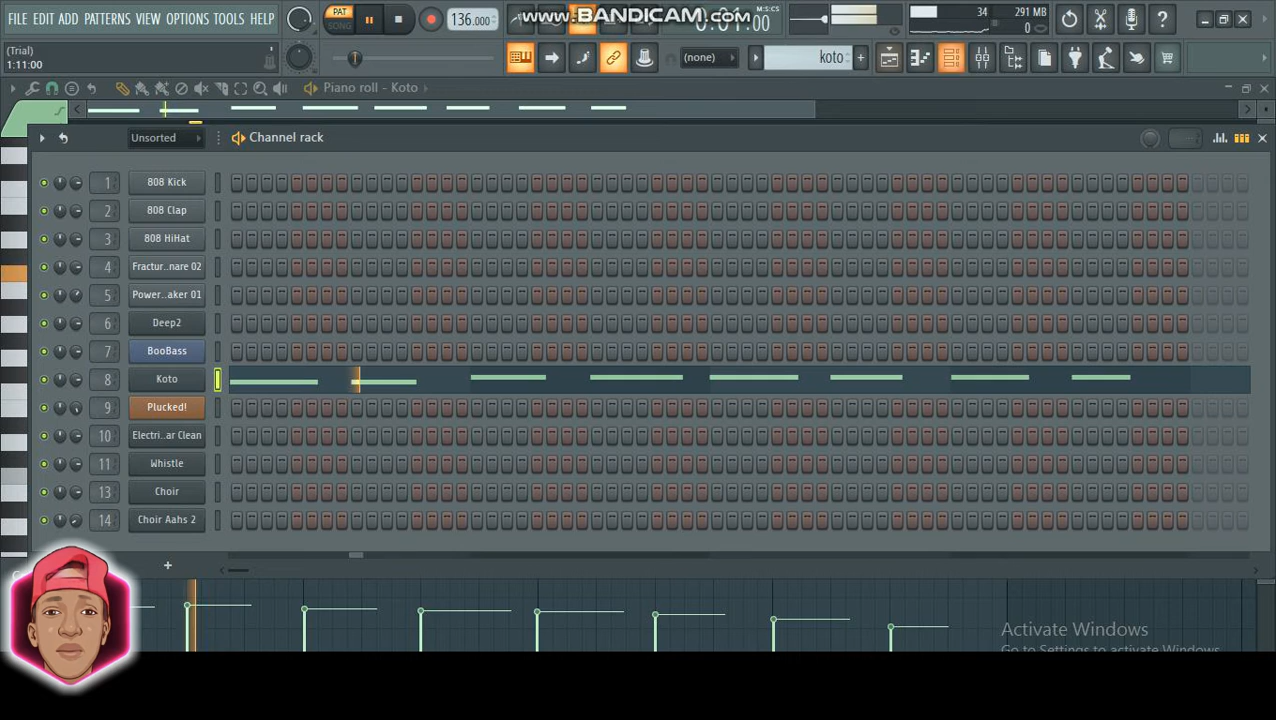 FILE EDIT ADD PATTERNS VIEW OPTIONS TOOLS HELP
PAT
SONG
136.000
www.BANDICAM.com
0:01:00
M:S:CS
34
291 MB
(Trial)
1:11:00
(none)
koto
Piano roll - Koto
Unsorted
Channel rack
1 808 Kick
2 808 Clap
3 808 HiHat
4 Fractur..nare 02
5 Power..aker 01
6 Deep2
7 BooBass
8 Koto
9 Plucked!
10 Electri..ar Clean
11 Whistle
13 Choir
14 Choir Aahs 2
+
Activate Windows
Go to Settings to activate Windows.